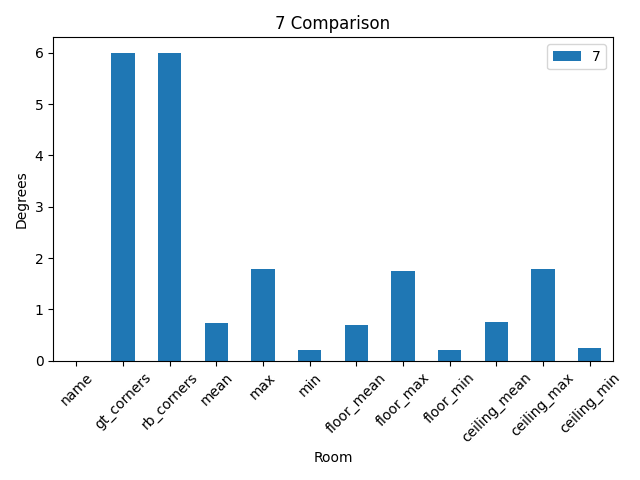 7 Comparison
7
Degrees
6
5
4
3
2
1
0
name
gt_corners
rb_corners
mean
max
min
floor_mean
floor_max
floor_min
ceiling_mean
ceiling_max
ceiling_min
Room